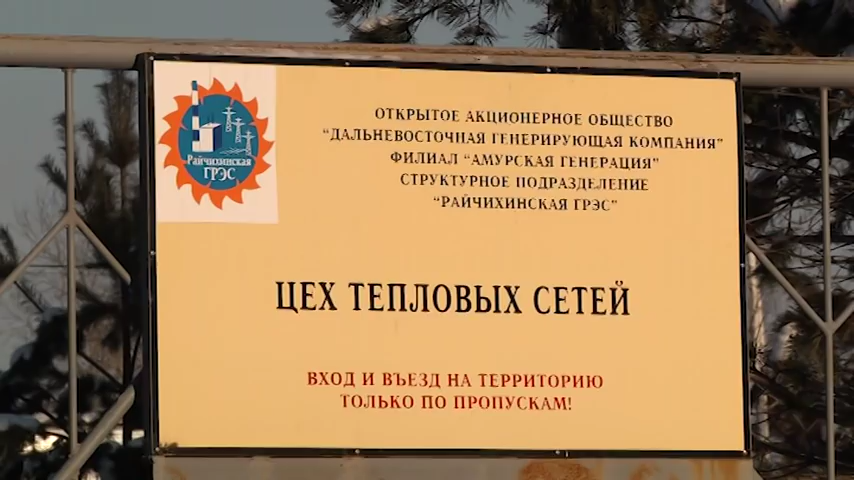 Райчихинская
ГРЭС
ОТКРЫТОЕ АКЦИОНЕРНОЕ ОБЩЕСТВО
"ДАЛЬНЕВОСТОЧНАЯ ГЕНЕРИРУЮЩАЯ КОМПАНИЯ"
ФИЛИАЛ "АМУРСКАЯ ГЕНЕРАЦИЯ"
СТРУКТУРНОЕ ПОДРАЗДЕЛЕНИЕ
"РАЙЧИХИНСКАЯ ГРЭС"
ЦЕХ ТЕПЛОВЫХ СЕТЕЙ
ВХОД И ВЪЕЗД НА ТЕРРИТОРИЮ
ТОЛЬКО ПО ПРОПУСКАМ!